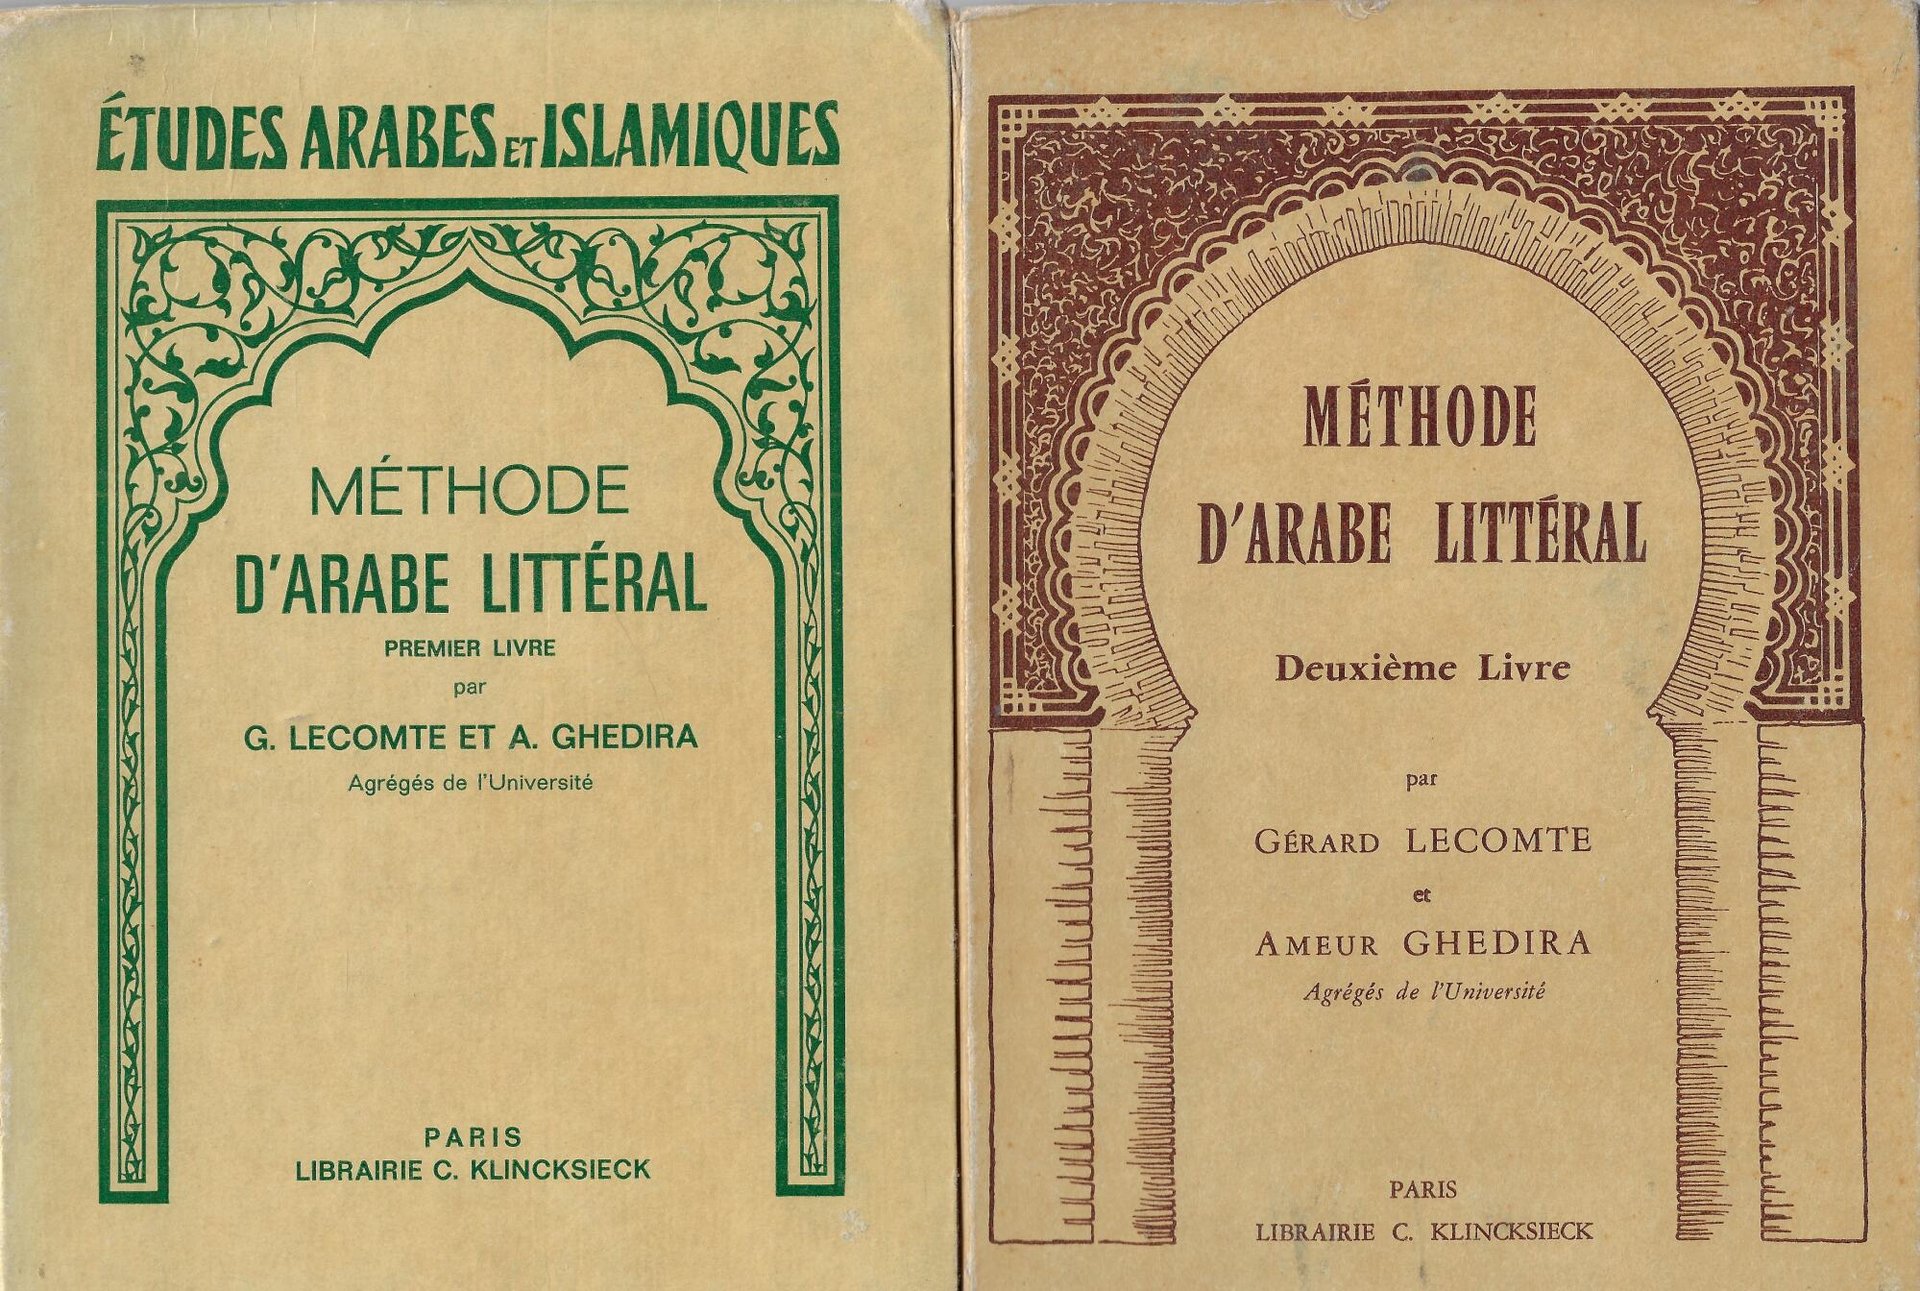 ÉTUDES ARABES ET ISLAMIQUES
MÉTHODE
D'ARABE LITTÉRAL
PREMIER LIVRE
par
G. LECOMTE ET A. GHEDIRA
Agrégés de l'Université
PARIS
LIBRAIRIE C. KLINCKSIECK
MÉTHODE
D'ARABE LITTÉRAL
Deuxième Livre
par
GÉRARD LECOMTE
et
AMEUR GHEDIRA
Agrégés de l'Université
PARIS
LIBRAIRIE C. KLINCKSIECK